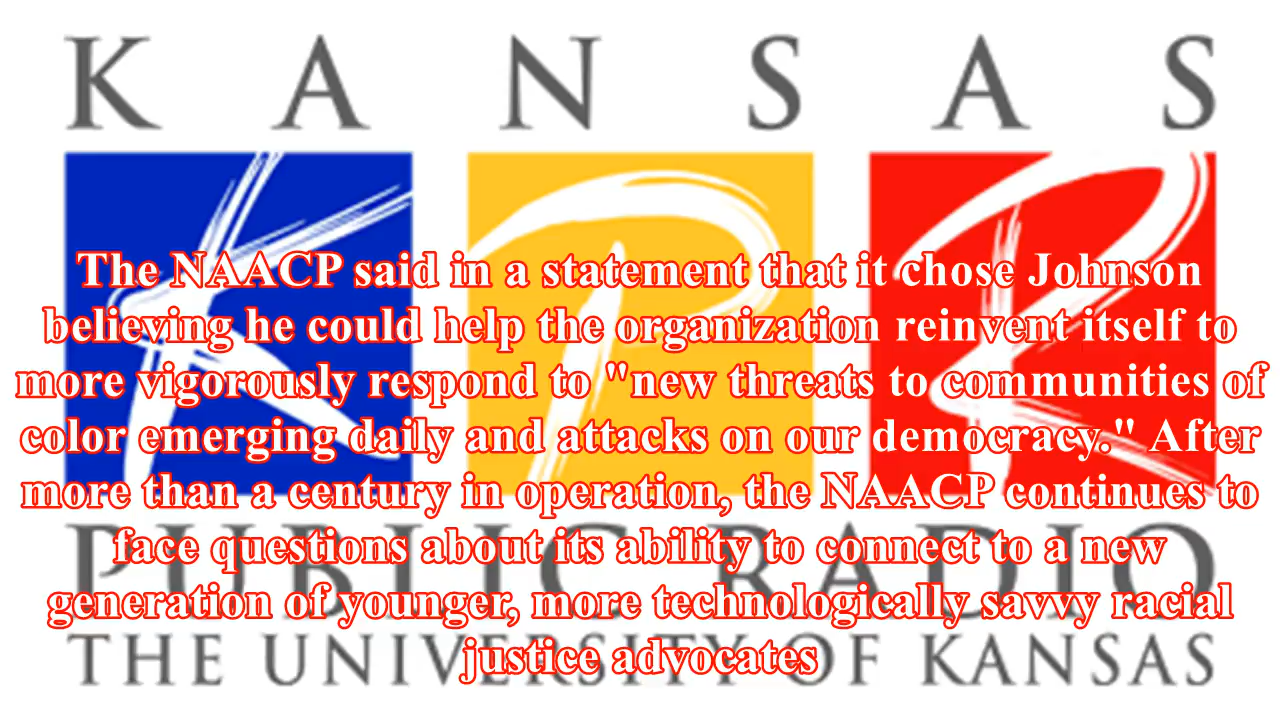 KANSAS
KPR
The NAACP said in a statement that it chose Johnson
believing he could help the organization reinvent itself to
more vigorously respond to "new threats to communities of
color emerging daily and attacks on our democracy." After
more than a century in operation, the NAACP continues to
face questions about its ability to connect to a new
PUBLIC RADIO
generation of younger, more technologically savvy racial
justice advocates
THE UNIVERSITY OF KANSAS